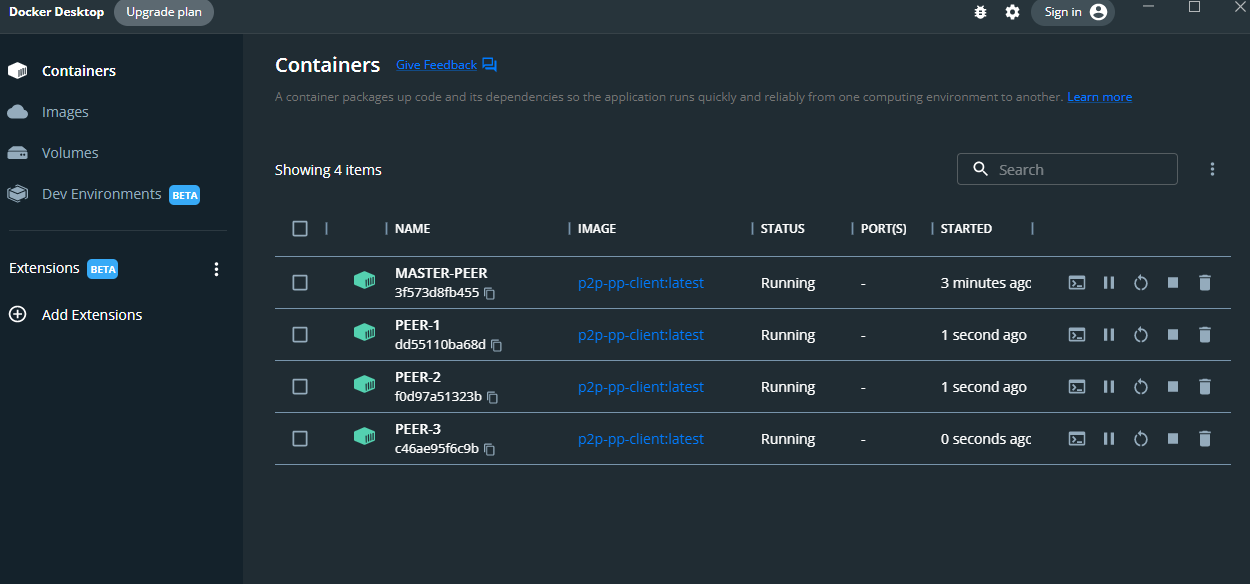 Docker Desktop Upgrade plan Sign in
Containers
Images
Volumes
Dev Environments BETA
Extensions BETA
Add Extensions
Containers Give Feedback
A container packages up code and its dependencies so the application runs quickly and reliably from one computing environment to another. Learn more
Showing 4 items Search
NAME IMAGE STATUS PORT(S) STARTED
MASTER-PEER
3f573d8fb455 p2p-pp-client:latest Running - 3 minutes agc
PEER-1
dd55110ba68d p2p-pp-client:latest Running - 1 second ago
PEER-2
f0d97a51323b p2p-pp-client:latest Running - 1 second ago
PEER-3
c46ae95f6c9b p2p-pp-client:latest Running - 0 seconds agc